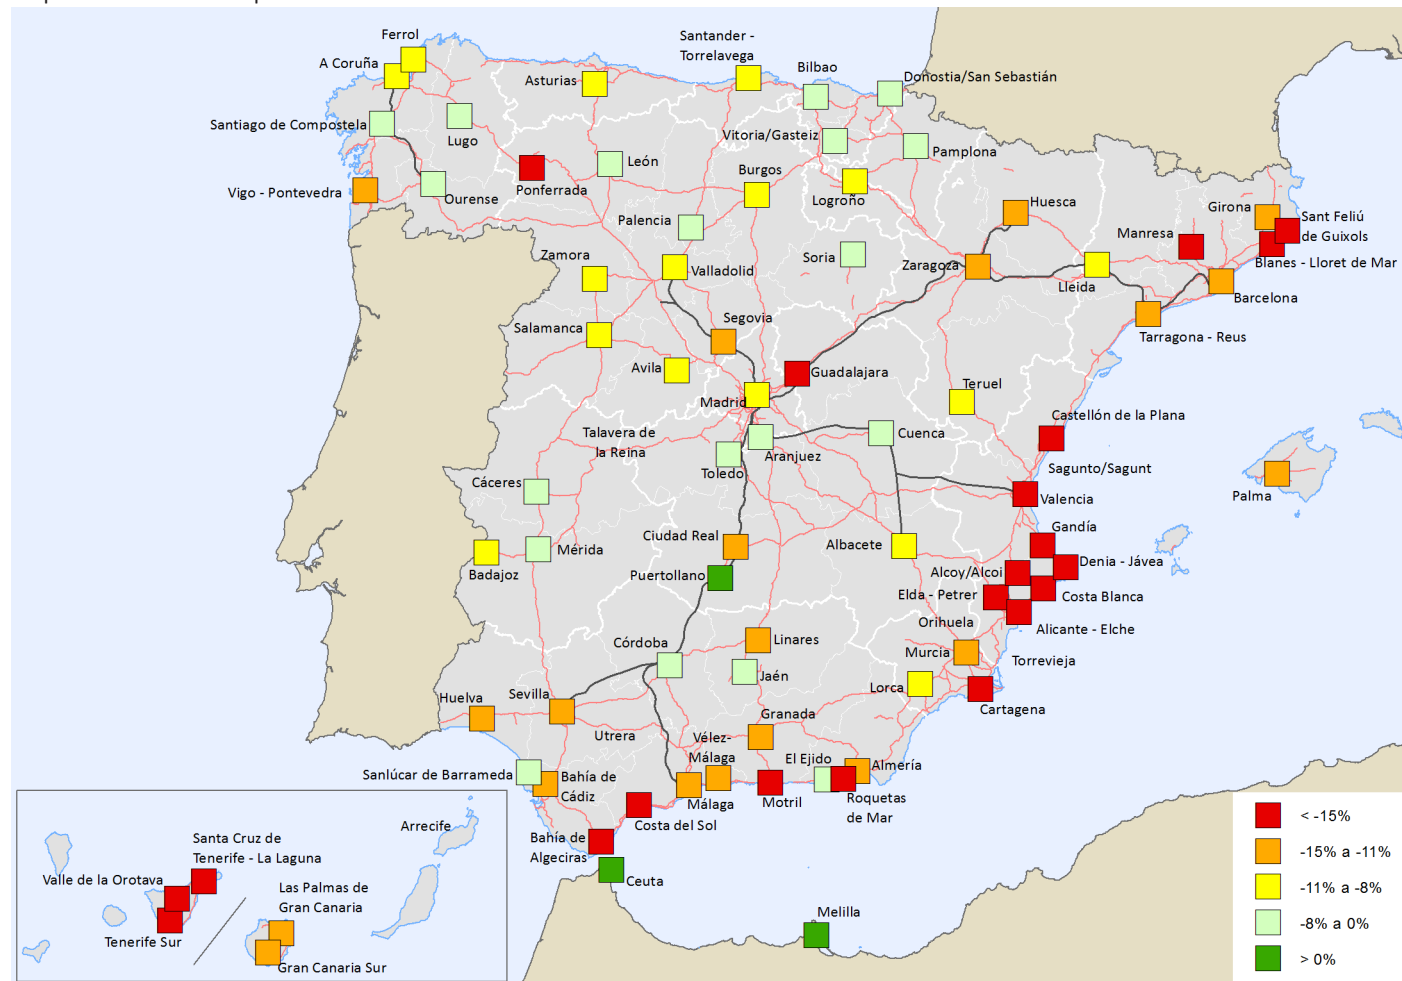 Ferrol
A Coruña
Santander -
Torrelavega
Asturias
Bilbao
Donostia/San Sebastián
Santiago de Compostela
Lugo
Vitoria/Gasteiz
Pamplona
León
Ponferrada
Burgos
Logroño
Vigo - Pontevedra
Ourense
Palencia
Huesca
Girona
Sant Feliú
de Guixols
Manresa
Blanes - Lloret de Mar
Zamora
Valladolid
Soria
Zaragoza
Lleida
Barcelona
Tarragona - Reus
Salamanca
Segovia
Avila
Guadalajara
Madrid
Teruel
Castellón de la Plana
Talavera de
la Reina
Toledo
Aranjuez
Cuenca
Sagunto/Sagunt
Palma
Cáceres
Valencia
Gandía
Mérida
Badajoz
Ciudad Real
Albacete
Puertollano
Alcoy/Alcoi
Denia - Jávea
Elda - Petrer
Costa Blanca
Orihuela
Alicante - Elche
Córdoba
Linares
Jaén
Murcia
Torrevieja
Lorca
Cartagena
Huelva
Sevilla
Utrera
Granada
Vélez-
Málaga
El Ejido
Almería
Sanlúcar de Barrameda
Bahía de
Cádiz
Málaga
Motril
Roquetas
de Mar
Costa del Sol
Bahía de
Algeciras
Ceuta
Melilla
Arrecife
Santa Cruz de
Tenerife - La Laguna
Valle de la Orotava
Las Palmas de
Gran Canaria
Tenerife Sur
Gran Canaria Sur
< -15%
-15% a -11%
-11% a -8%
-8% a 0%
> 0%